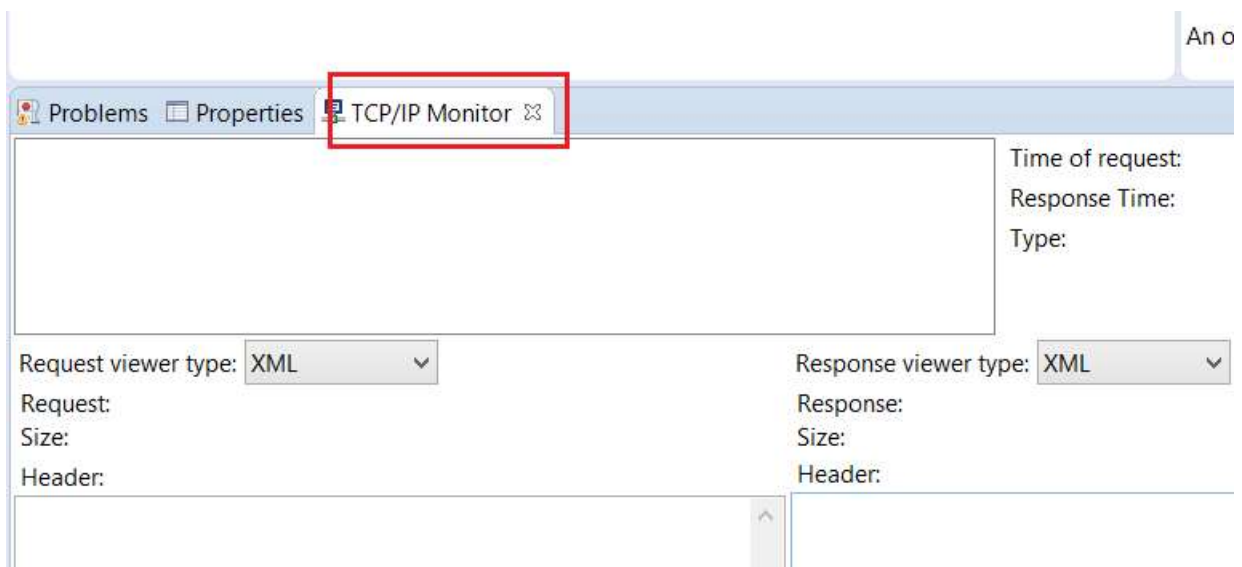 An o
Problems Properties TCP/IP Monitor
Time of request:
Response Time:
Type:
Request viewer type: XML
Response viewer type: XML
Request:
Response:
Size:
Size:
Header:
Header: